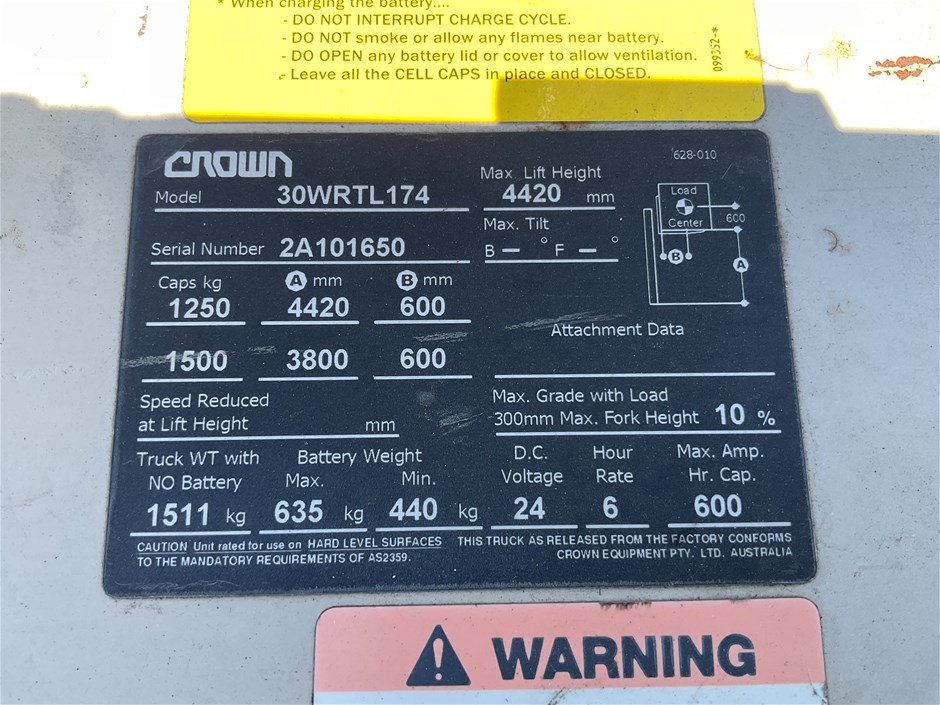 * When charging the battery....
- DO NOT INTERRUPT CHARGE CYCLE.
- DO NOT smoke or allow any flames near battery.
- DO OPEN any battery lid or cover to allow ventilation.
- Leave all the CELL CAPS in place and CLOSED.
099352-*
CROWN
Model 30WRTL174
Serial Number 2A101650
Max. Lift Height
4420 mm
Max. Tilt
B — ° F — °
628-010
Load
Center
600
B
A
Caps kg A mm B mm
1250 4420 600
1500 3800 600
Attachment Data
Speed Reduced
at Lift Height mm
Max. Grade with Load
300mm Max. Fork Height 10 %
Truck WT with
NO Battery
1511 kg
Battery Weight
Max. Min.
635 kg 440 kg
D.C.
Voltage
24
Hour
Rate
6
Max. Amp.
Hr. Cap.
600
CAUTION Unit rated for use on HARD LEVEL SURFACES THIS TRUCK AS RELEASED FROM THE FACTORY CONFORMS
TO THE MANDATORY REQUIREMENTS OF AS2359. CROWN EQUIPMENT PTY. LTD. AUSTRALIA
WARNING